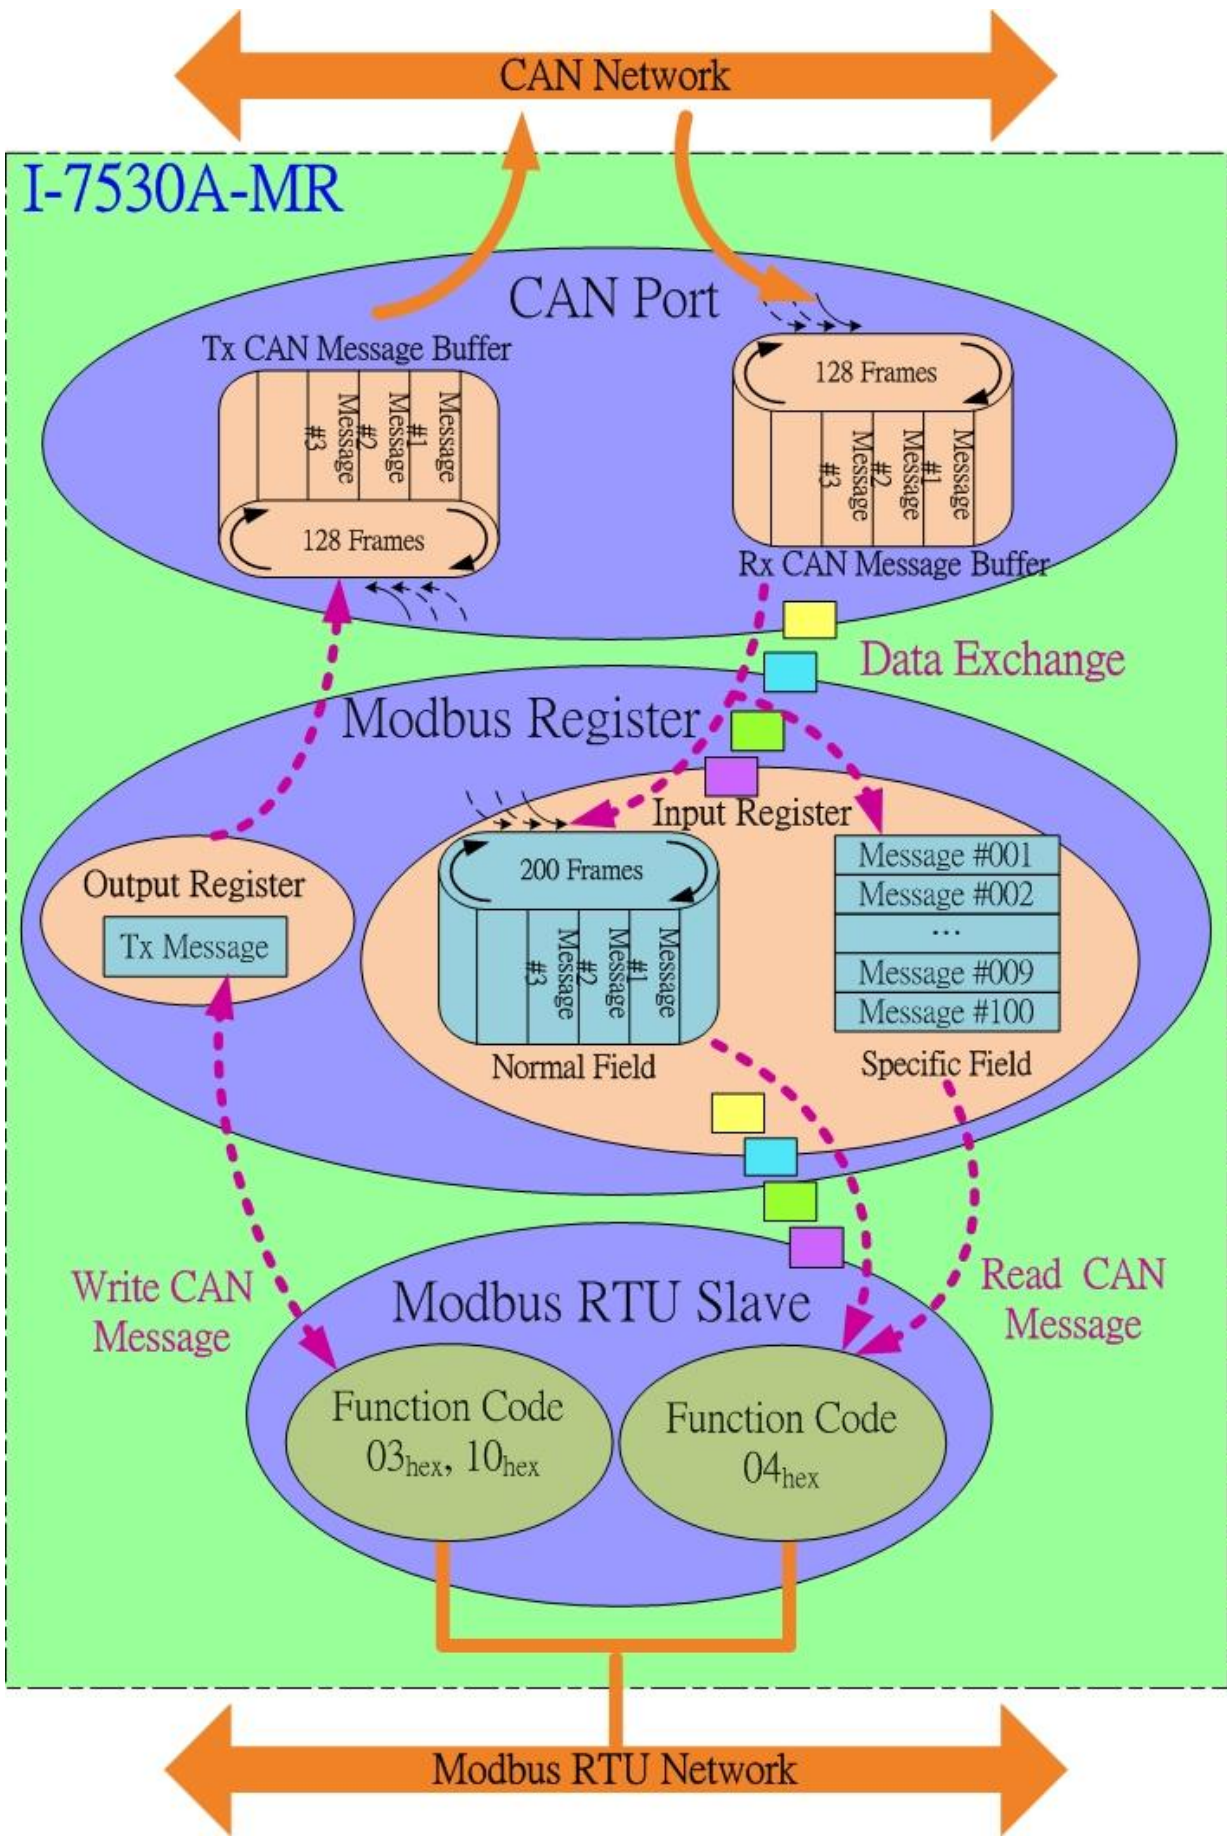 CAN Network
I-7530A-MR
CAN Port
Tx CAN Message Buffer
Message
#1
Message
#2
Message
#3
128 Frames
128 Frames
Message
#1
Message
#2
Message
#3
Rx CAN Message Buffer
Data Exchange
Modbus Register
Input Register
Output Register
Tx Message
200 Frames
Message
#1
Message
#2
Message
#3
Normal Field
Message #001
Message #002
...
Message #009
Message #100
Specific Field
Write CAN
Message
Read CAN
Message
Modbus RTU Slave
Function Code
03hex, 10hex
Function Code
04hex
Modbus RTU Network